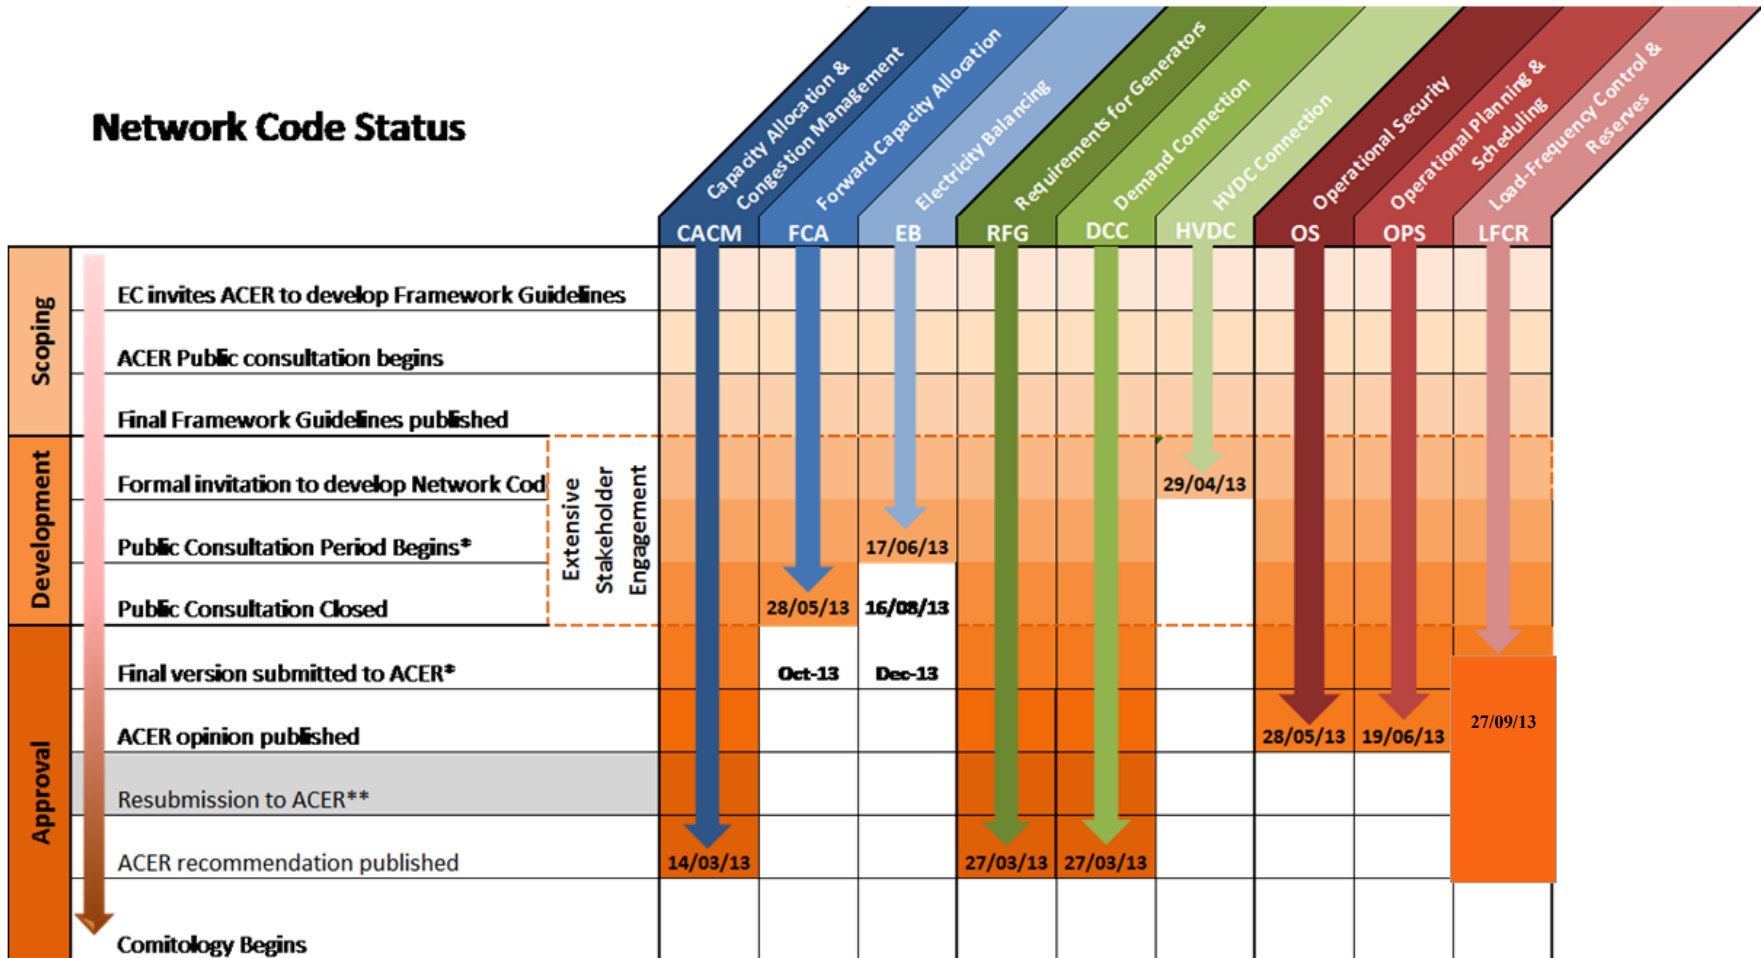 Network Code Status
Capacity Allocation &
Congestion Management
Forward Capacity Allocation
Electricity Balancing
Requirements for Generators
Demand Connection
HVDC Connection
Operational Security
Operational Planning &
Scheduling
Load-Frequency Control &
Reserves
CACM FCA EB RFG DCC HVDC OS OPS LFCR
Scoping
EC invites ACER to develop Framework Guidelines
ACER Public consultation begins
Final Framework Guidelines published
Development
Extensive
Stakeholder
Engagement
Formal invitation to develop Network Cod 29/04/13
Public Consultation Period Begins* 17/06/13
Public Consultation Closed 28/05/13 16/08/13
Approval
Final version submitted to ACER* Oct-13 Dec-13
ACER opinion published 28/05/13 19/06/13 27/09/13
Resubmission to ACER**
ACER recommendation published 14/03/13 27/03/13 27/03/13
Comitology Begins